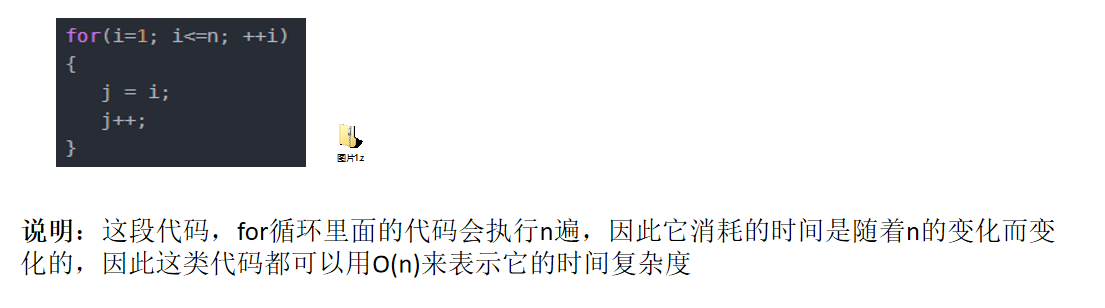 for(i=1; i<=n; ++i)
{
j = i;
j++;
}
图片1.z
说明：这段代码，for循环里面的代码会执行n遍，因此它消耗的时间是随着n的变化而变
化的，因此这类代码都可以用O(n)来表示它的时间复杂度